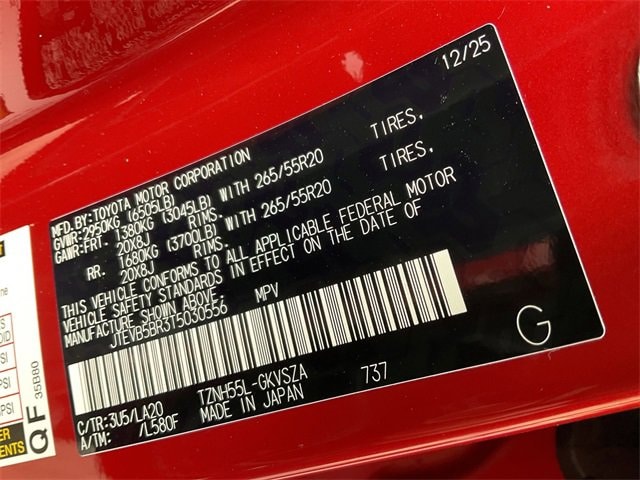 12/25
MFD.BY:TOYOTA MOTOR CORPORATION
GVWR:2950KG (6505LB)
GAWR:FRT. 1380KG (3045LB) WITH 265/55R20 TIRES,
20X8J RIMS.
RR. 1680KG (3700LB) WITH 265/55R20 TIRES,
20X8J RIMS.
THIS VEHICLE CONFORMS TO ALL APPLICABLE FEDERAL MOTOR
VEHICLE SAFETY STANDARDS IN EFFECT ON THE DATE OF
MANUFACTURE SHOWN ABOVE.
JTEVB5BR3T5030556 MPV
C/TR:3U5/LA20 TZNH55L-GKVSZA 737
A/TM: /L580F MADE IN JAPAN
G
QF 35B80
PSI
PSI
PSI